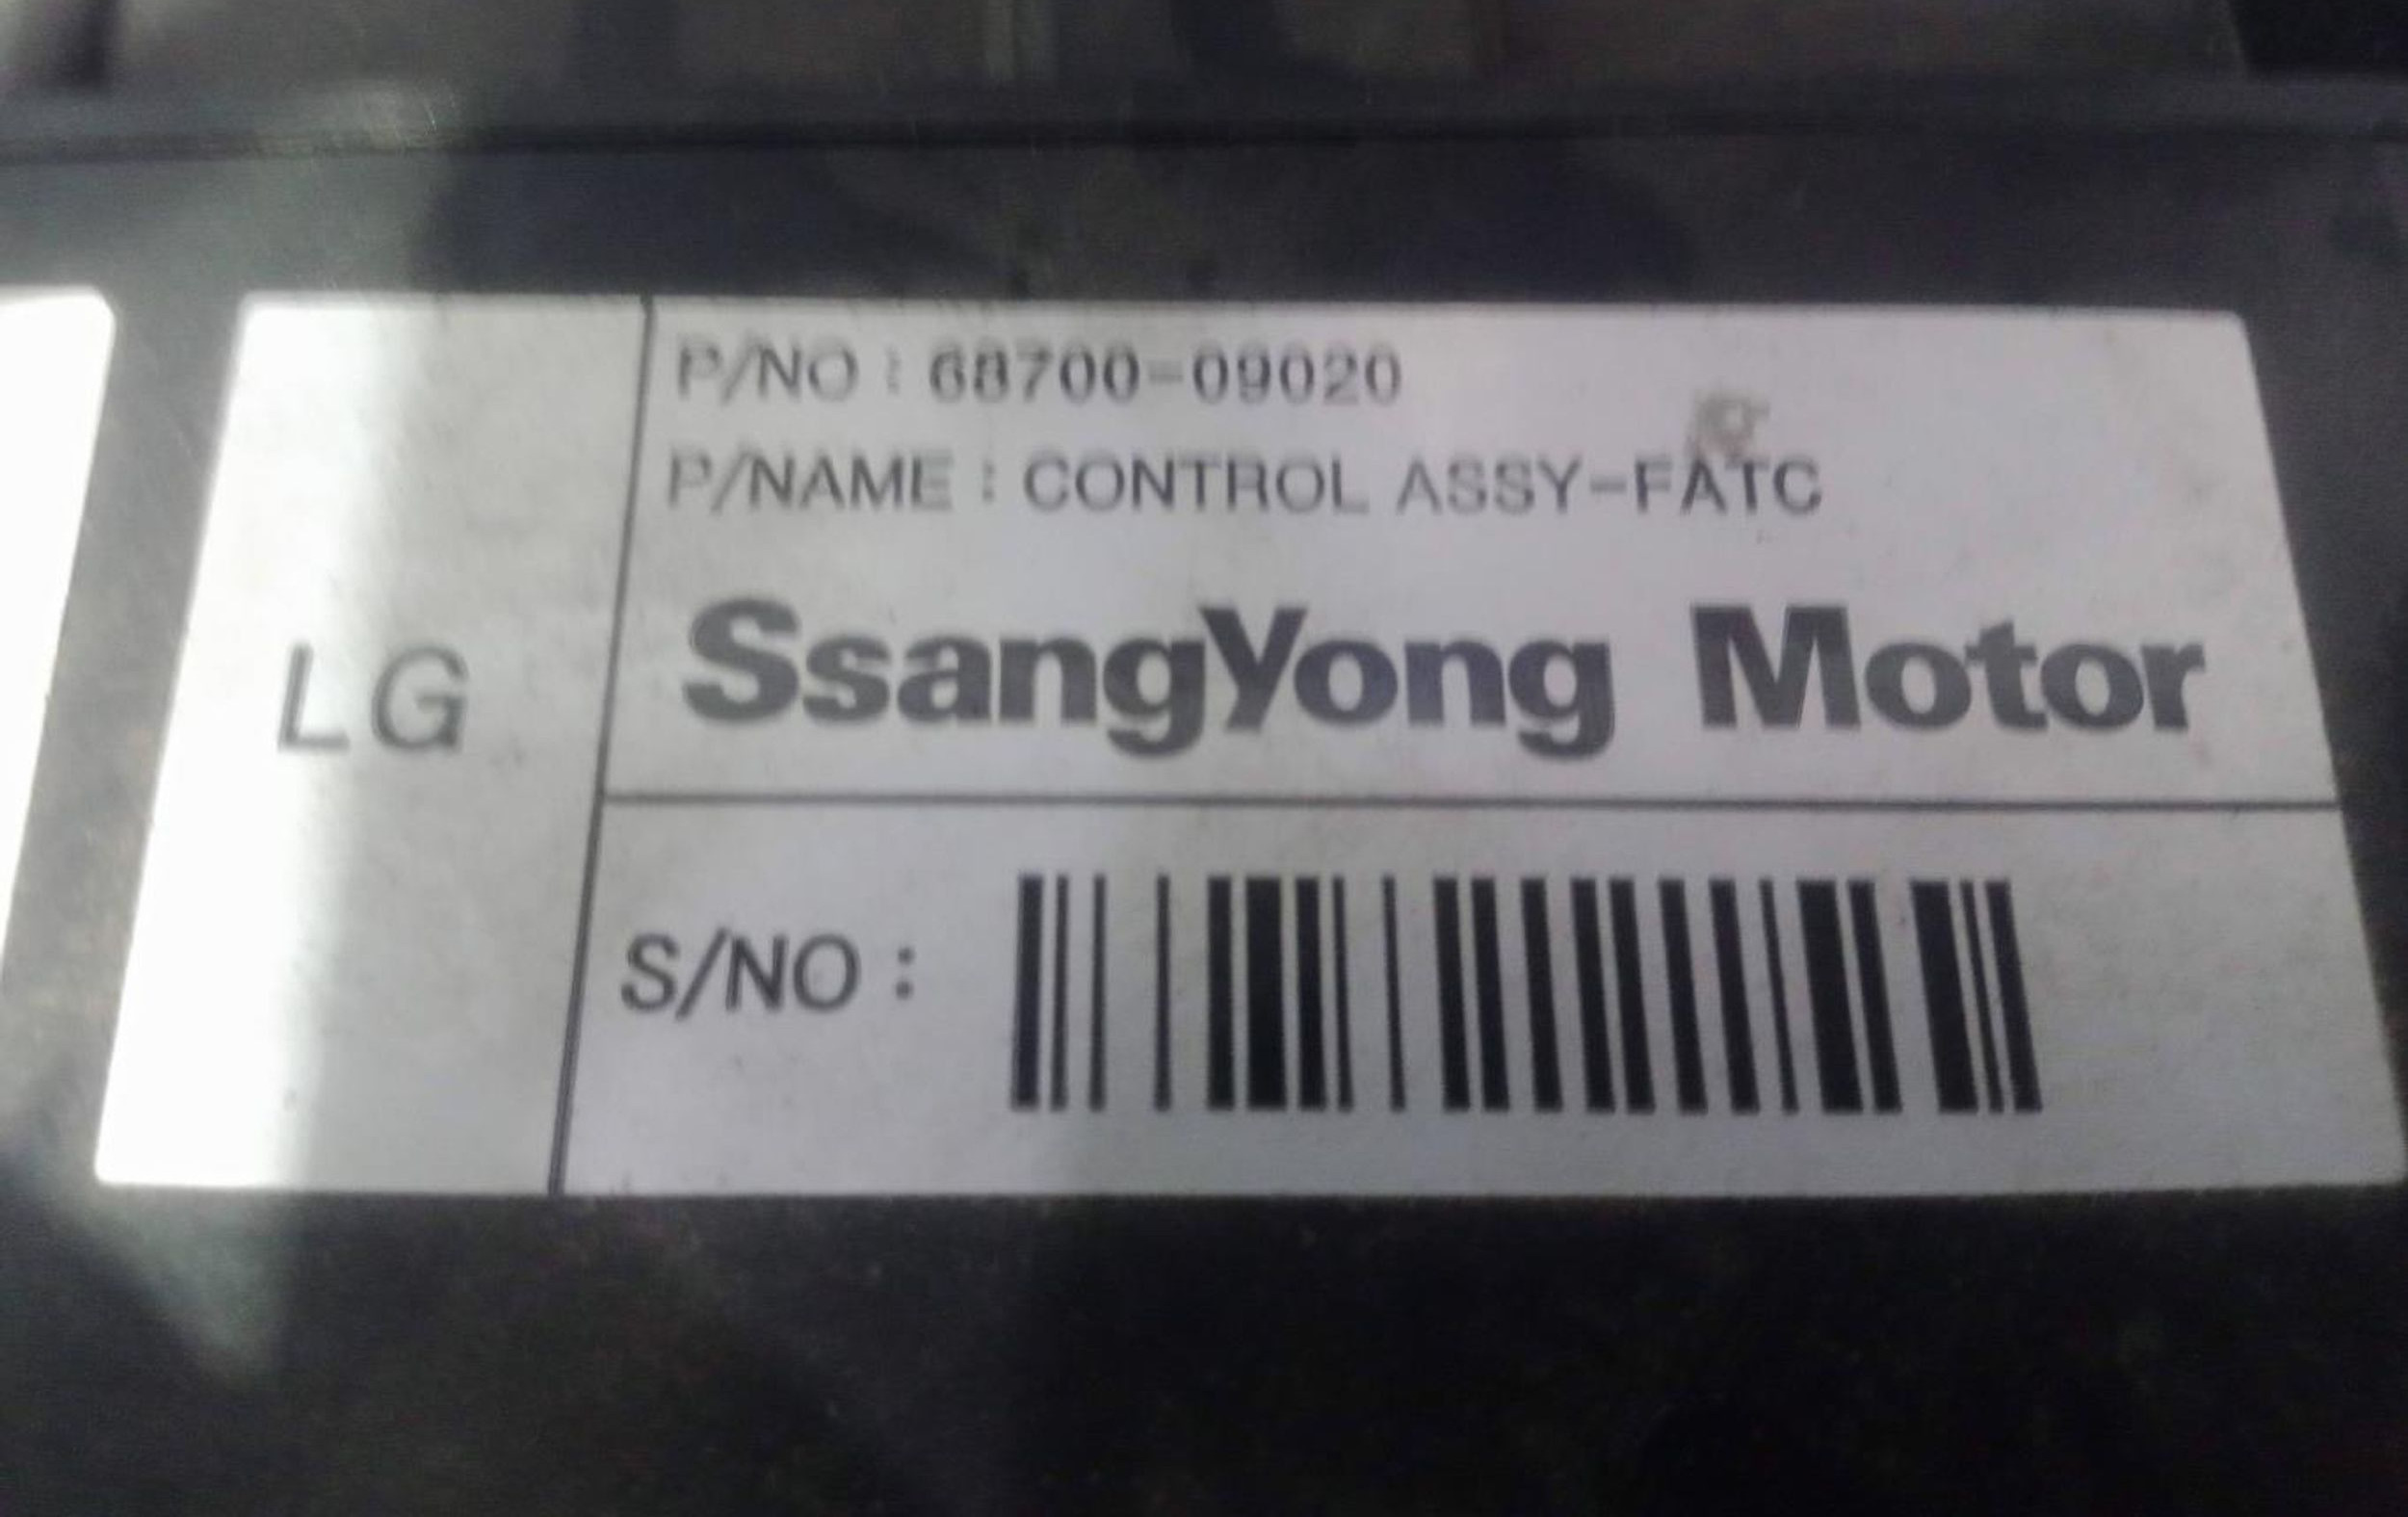 P/NO : 68700-09020
P/NAME : CONTROL ASSY-FATC
LG
SsangYong Motor
S/NO :